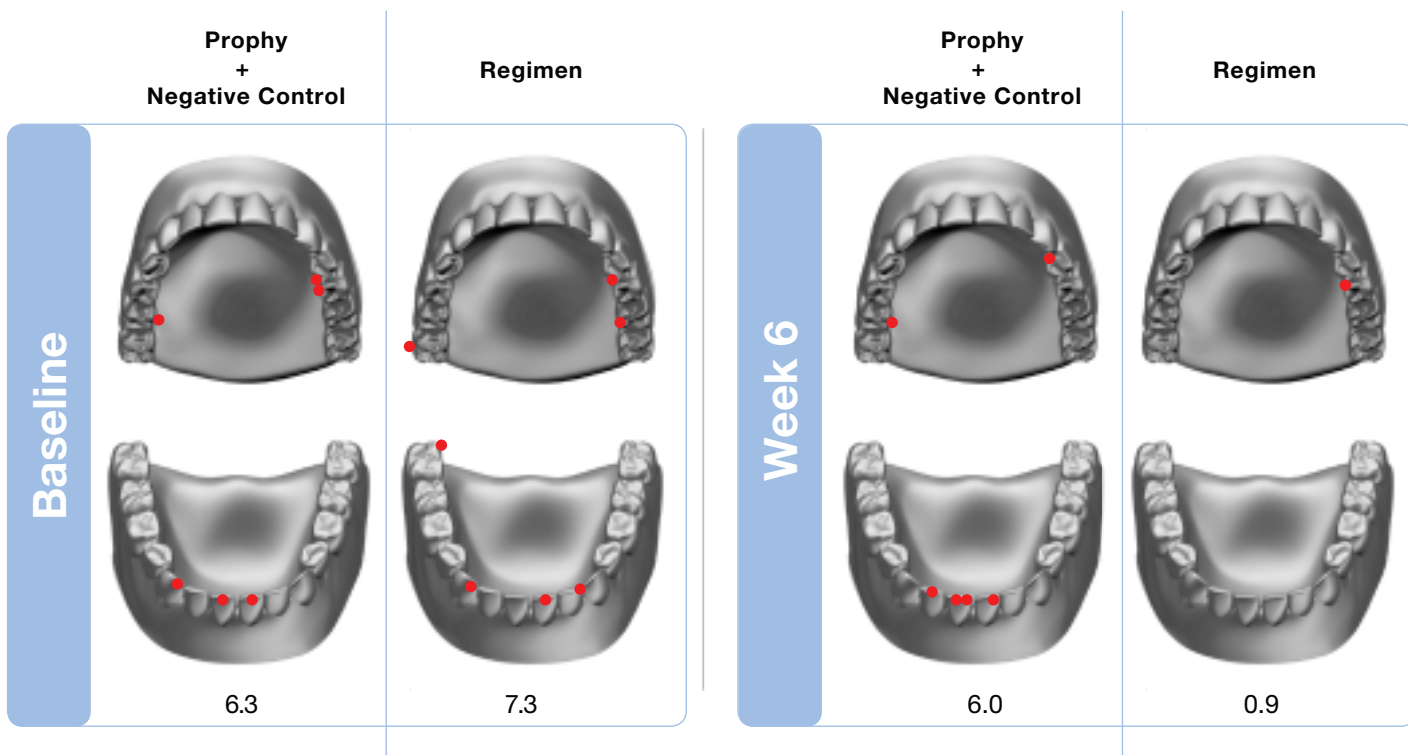 Prophy
+
Negative Control
Regimen
Prophy
+
Negative Control
Regimen
Baseline
6.3
7.3
Week 6
6.0
0.9